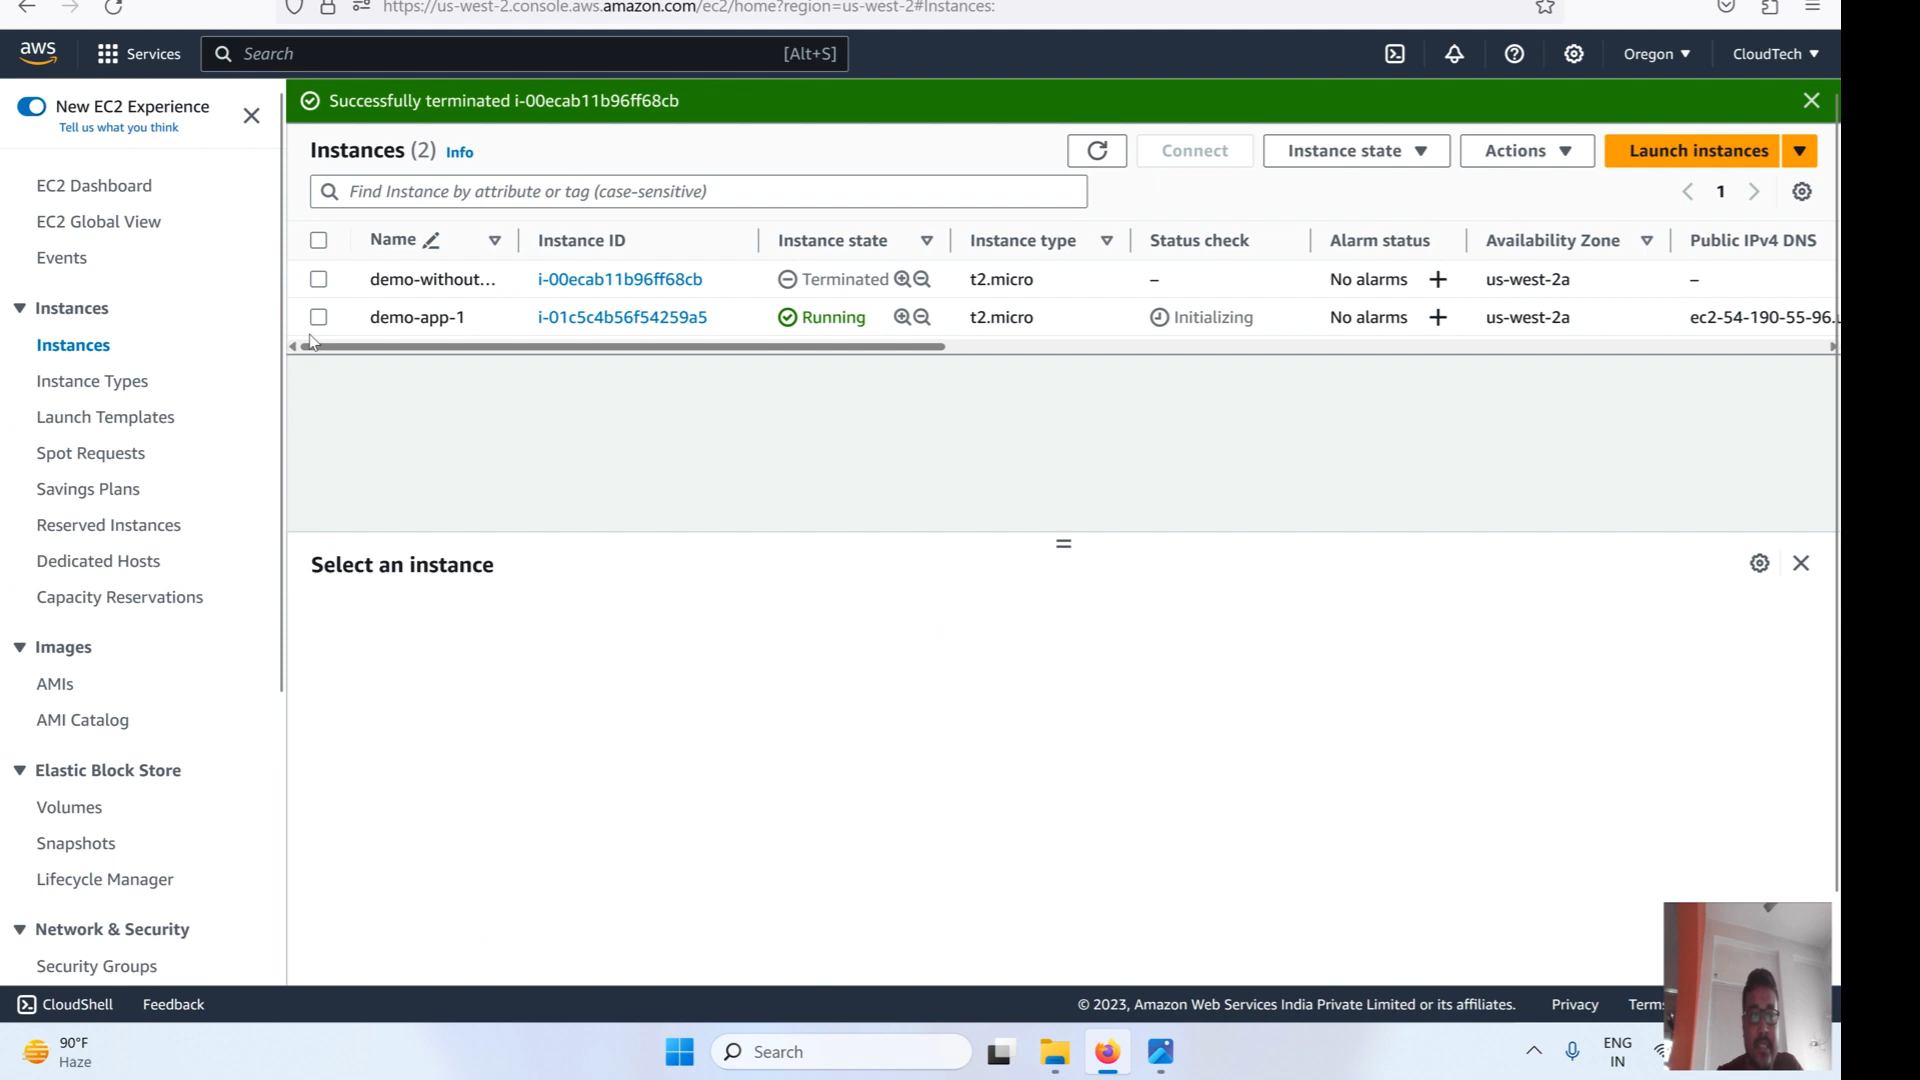 https://us-west-2.console.aws.amazon.com/ec2/home?region=us-west-2#Instances:
aws
Services
Search
[Alt+S]
Oregon
CloudTech
New EC2 Experience
Tell us what you think
EC2 Dashboard
EC2 Global View
Events
Instances
Instances
Instance Types
Launch Templates
Spot Requests
Savings Plans
Reserved Instances
Dedicated Hosts
Capacity Reservations
Images
AMIs
AMI Catalog
Elastic Block Store
Volumes
Snapshots
Lifecycle Manager
Network & Security
Security Groups
Successfully terminated i-00ecab11b96ff68cb
Instances (2) Info
Connect
Instance state
Actions
Launch instances
Find Instance by attribute or tag (case-sensitive)
1
Name Instance ID Instance state Instance type Status check Alarm status Availability Zone Public IPv4 DNS
demo-without... i-00ecab11b96ff68cb Terminated t2.micro – No alarms + us-west-2a –
demo-app-1 i-01c5c4b56f54259a5 Running t2.micro Initializing No alarms + us-west-2a ec2-54-190-55-96.
Select an instance
CloudShell
Feedback
© 2023, Amazon Web Services India Private Limited or its affiliates.
Privacy
Terms
90°F
Haze
Search
ENG
IN